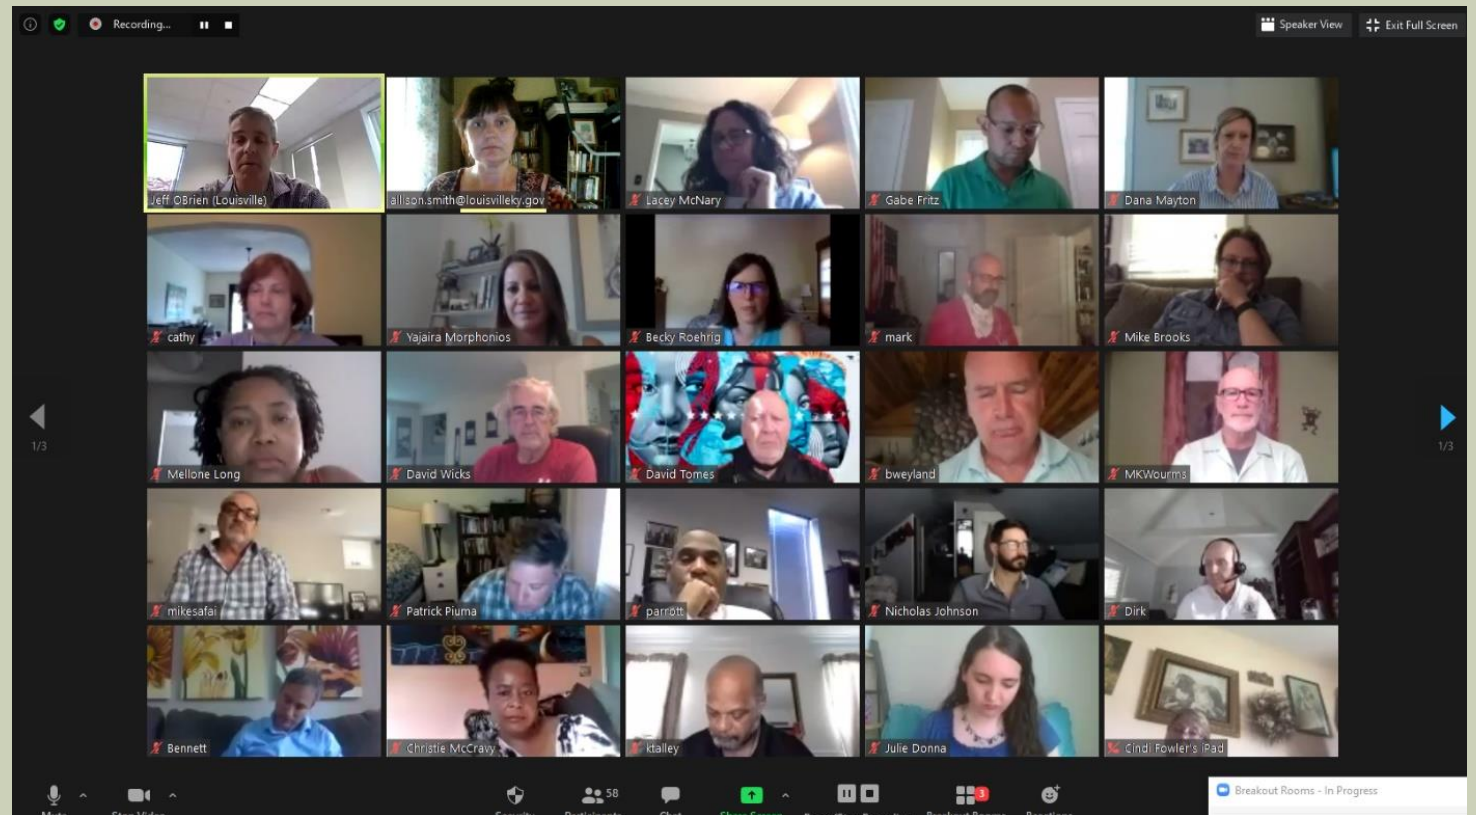 Recording...
Speaker View
Exit Full Screen
Jeff OBrien (Louisville)
allison.smith@louisvilleky.gov
Lacey McNary
Gabe Fritz
Dana Mayton
cathy
Yajaira Morphonios
Becky Roehrig
mark
Mike Brooks
1/3
1/3
Mellone Long
David Wicks
David Tomes
bweyland
MKWourms
mikesafai
Patrick Piuma
parrott
Nicholas Johnson
Dirk
Bennett
Christie McCravy
ktalley
Julie Donna
Cindi Fowler's iPad
58
3
Breakout Rooms - In Progress